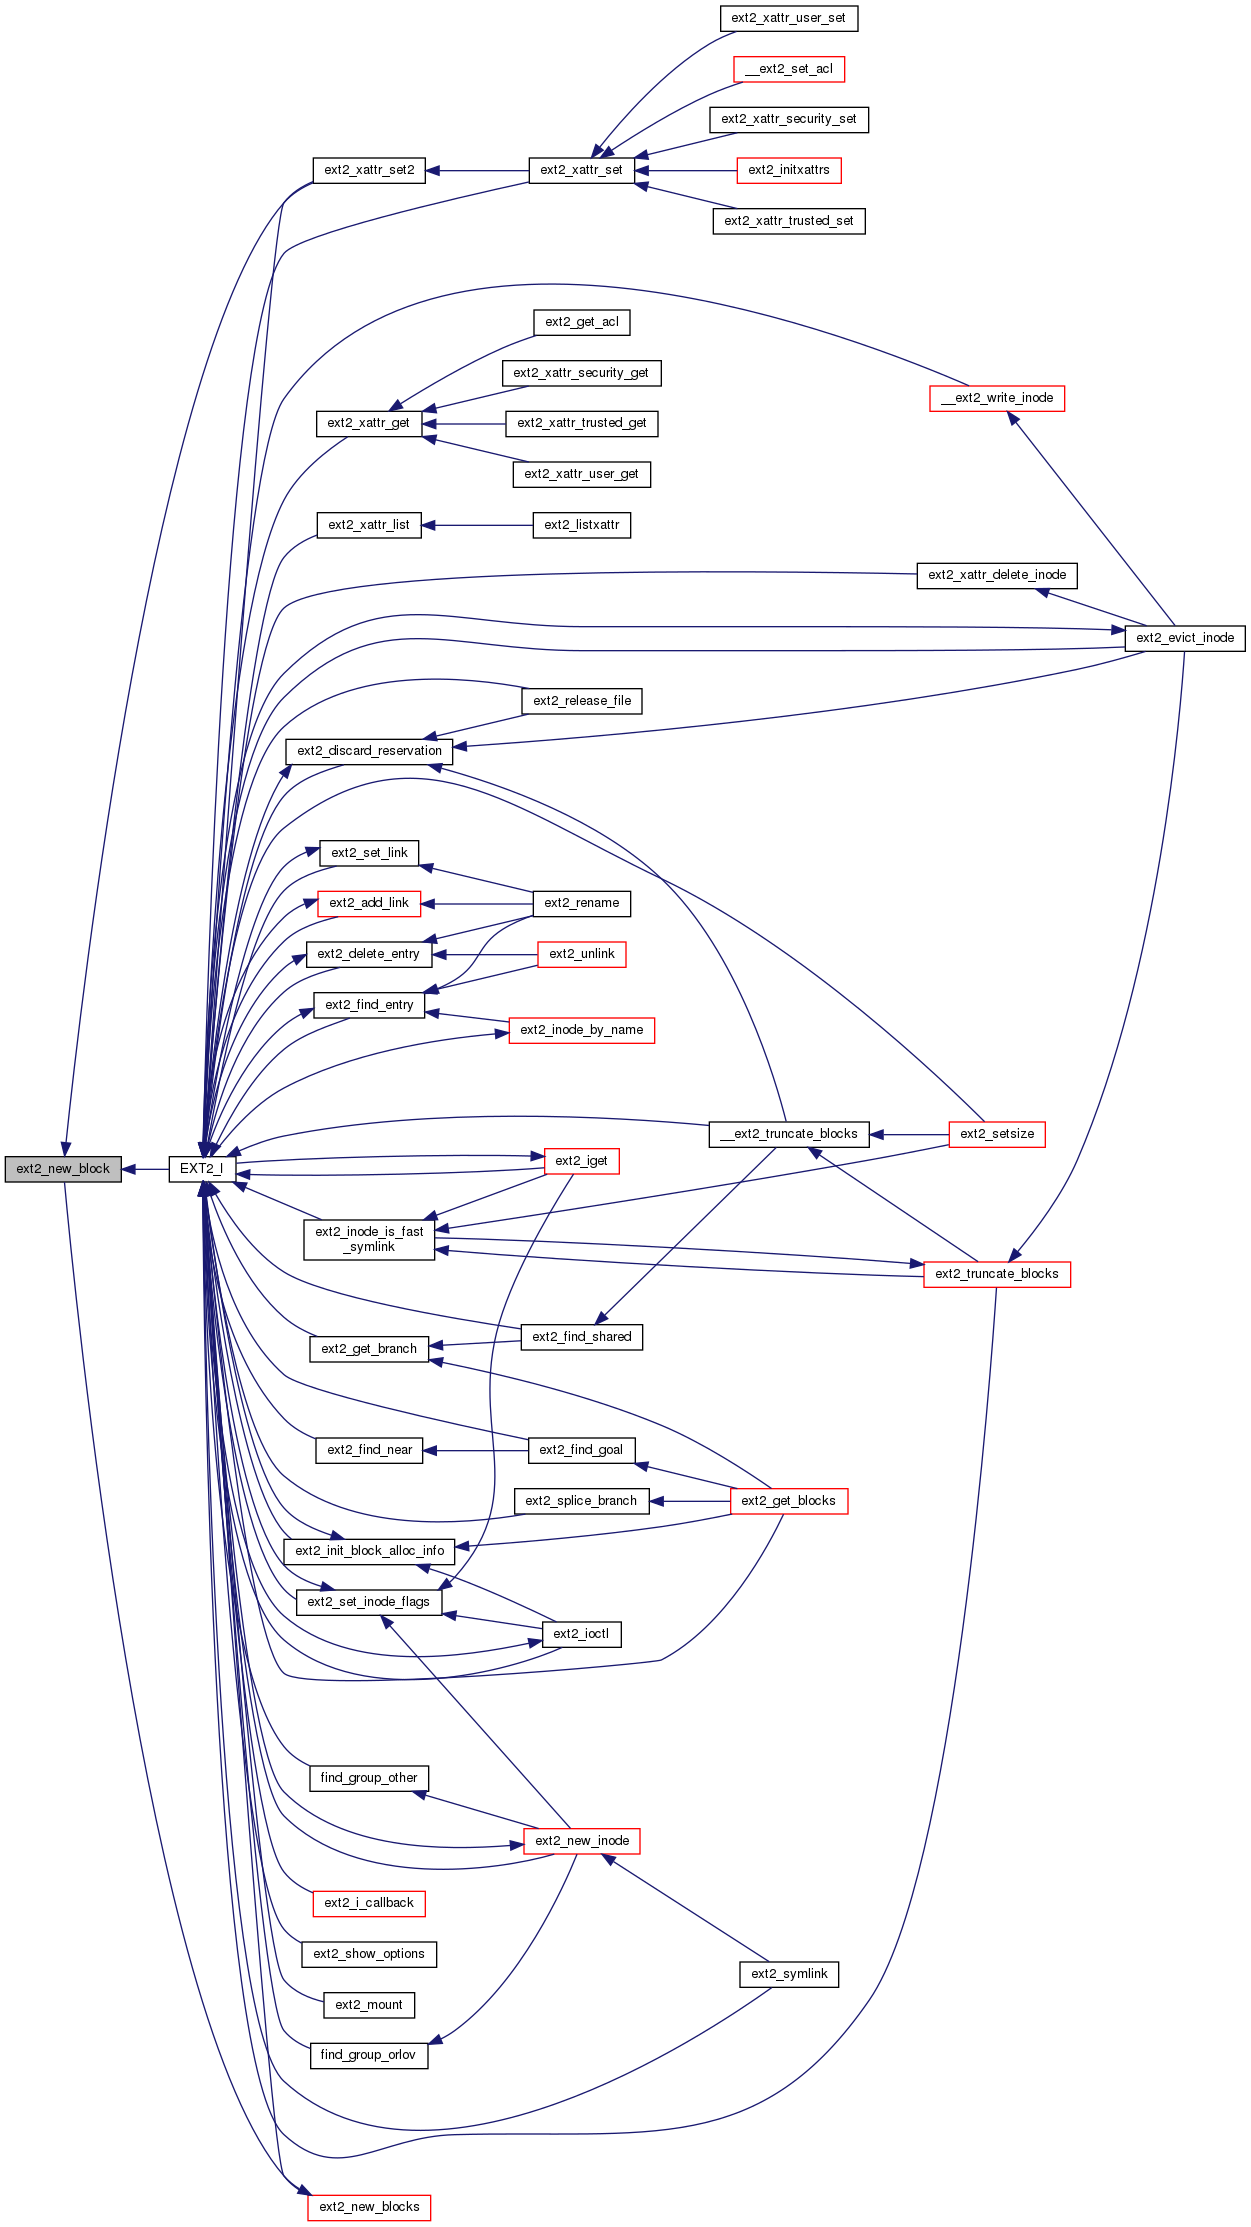 ext2_xattr_user_set
__ext2_set_acl
ext2_xattr_security_set
ext2_xattr_set2
ext2_xattr_set
ext2_initxattrs
ext2_xattr_trusted_set
ext2_get_acl
ext2_xattr_security_get
__ext2_write_inode
ext2_xattr_get
ext2_xattr_trusted_get
ext2_xattr_user_get
ext2_xattr_list
ext2_listxattr
ext2_xattr_delete_inode
ext2_evict_inode
ext2_release_file
ext2_discard_reservation
ext2_set_link
ext2_add_link
ext2_rename
ext2_delete_entry
ext2_unlink
ext2_find_entry
ext2_inode_by_name
__ext2_truncate_blocks
ext2_setsize
ext2_new_block
EXT2_I
ext2_iget
ext2_inode_is_fast
_symlink
ext2_truncate_blocks
ext2_find_shared
ext2_get_branch
ext2_find_near
ext2_find_goal
ext2_splice_branch
ext2_get_blocks
ext2_init_block_alloc_info
ext2_set_inode_flags
ext2_ioctl
find_group_other
ext2_new_inode
ext2_i_callback
ext2_show_options
ext2_symlink
ext2_mount
find_group_orlov
ext2_new_blocks